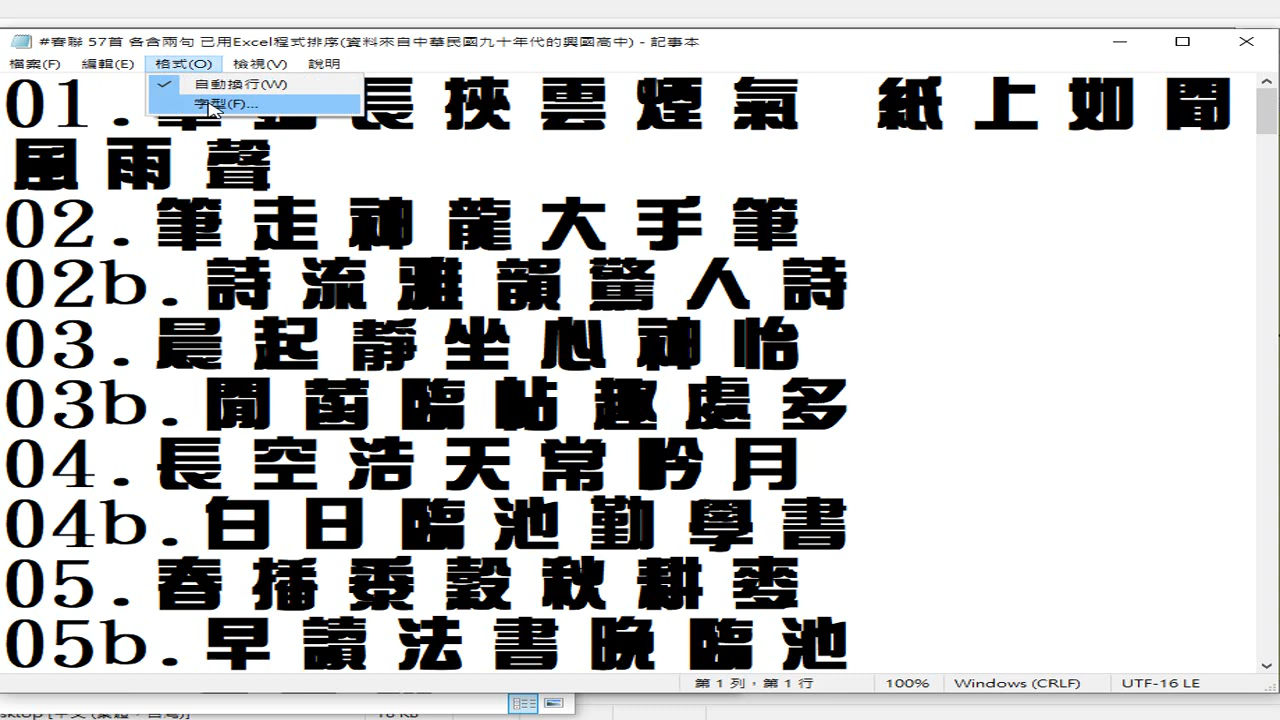 #春聯 57首 各含兩句 已用Excel程式排序(資料來自中華民國九十年代的興國高中) - 記事本
檔案(F) 編輯(E) 格式(O) 檢視(V) 說明
自動換行(W)
字型(F)...
01. 長挾雲煙氣 紙上如聞
風雨聲
02.筆走神龍大手筆
02b.詩流雅韻驚人詩
03.晨起靜坐心神怡
03b.閒菡臨帖趣處多
04.長空浩天常吟月
04b.白日臨池勤學書
05.春播黍穀秋耕麥
05b.早讀法書晚臨池
第 1 列，第 1 行 100% Windows (CRLF) UTF-16 LE